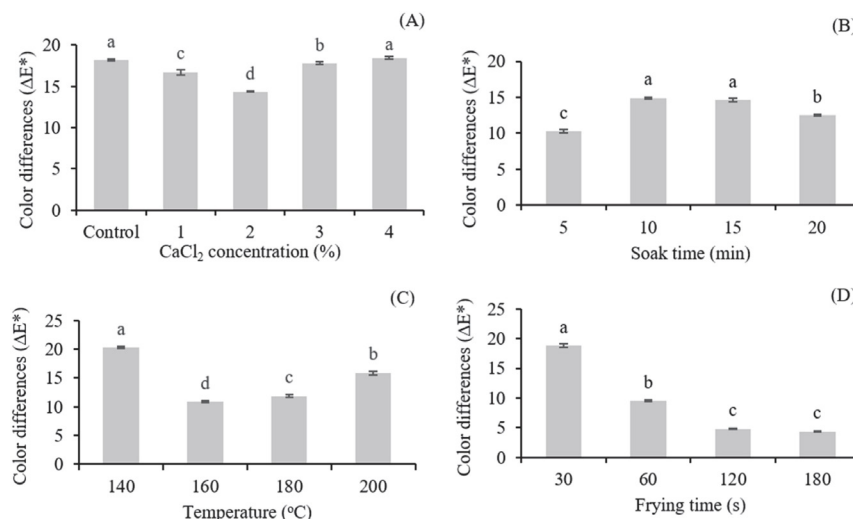 (A)
Color differences (ΔE*)
20
15
10
5
0
a
c
d
b
a
Control 1 2 3 4
CaCl₂ concentration (%)
(B)
Color differences (ΔE*)
20
15
10
5
0
c
a
a
b
5 10 15 20
Soak time (min)
(C)
Color differences (ΔE*)
25
20
15
10
5
0
a
d
c
b
140 160 180 200
Temperature (ºC)
(D)
Color differences (ΔE*)
25
20
15
10
5
0
a
b
c
c
30 60 120 180
Frying time (s)